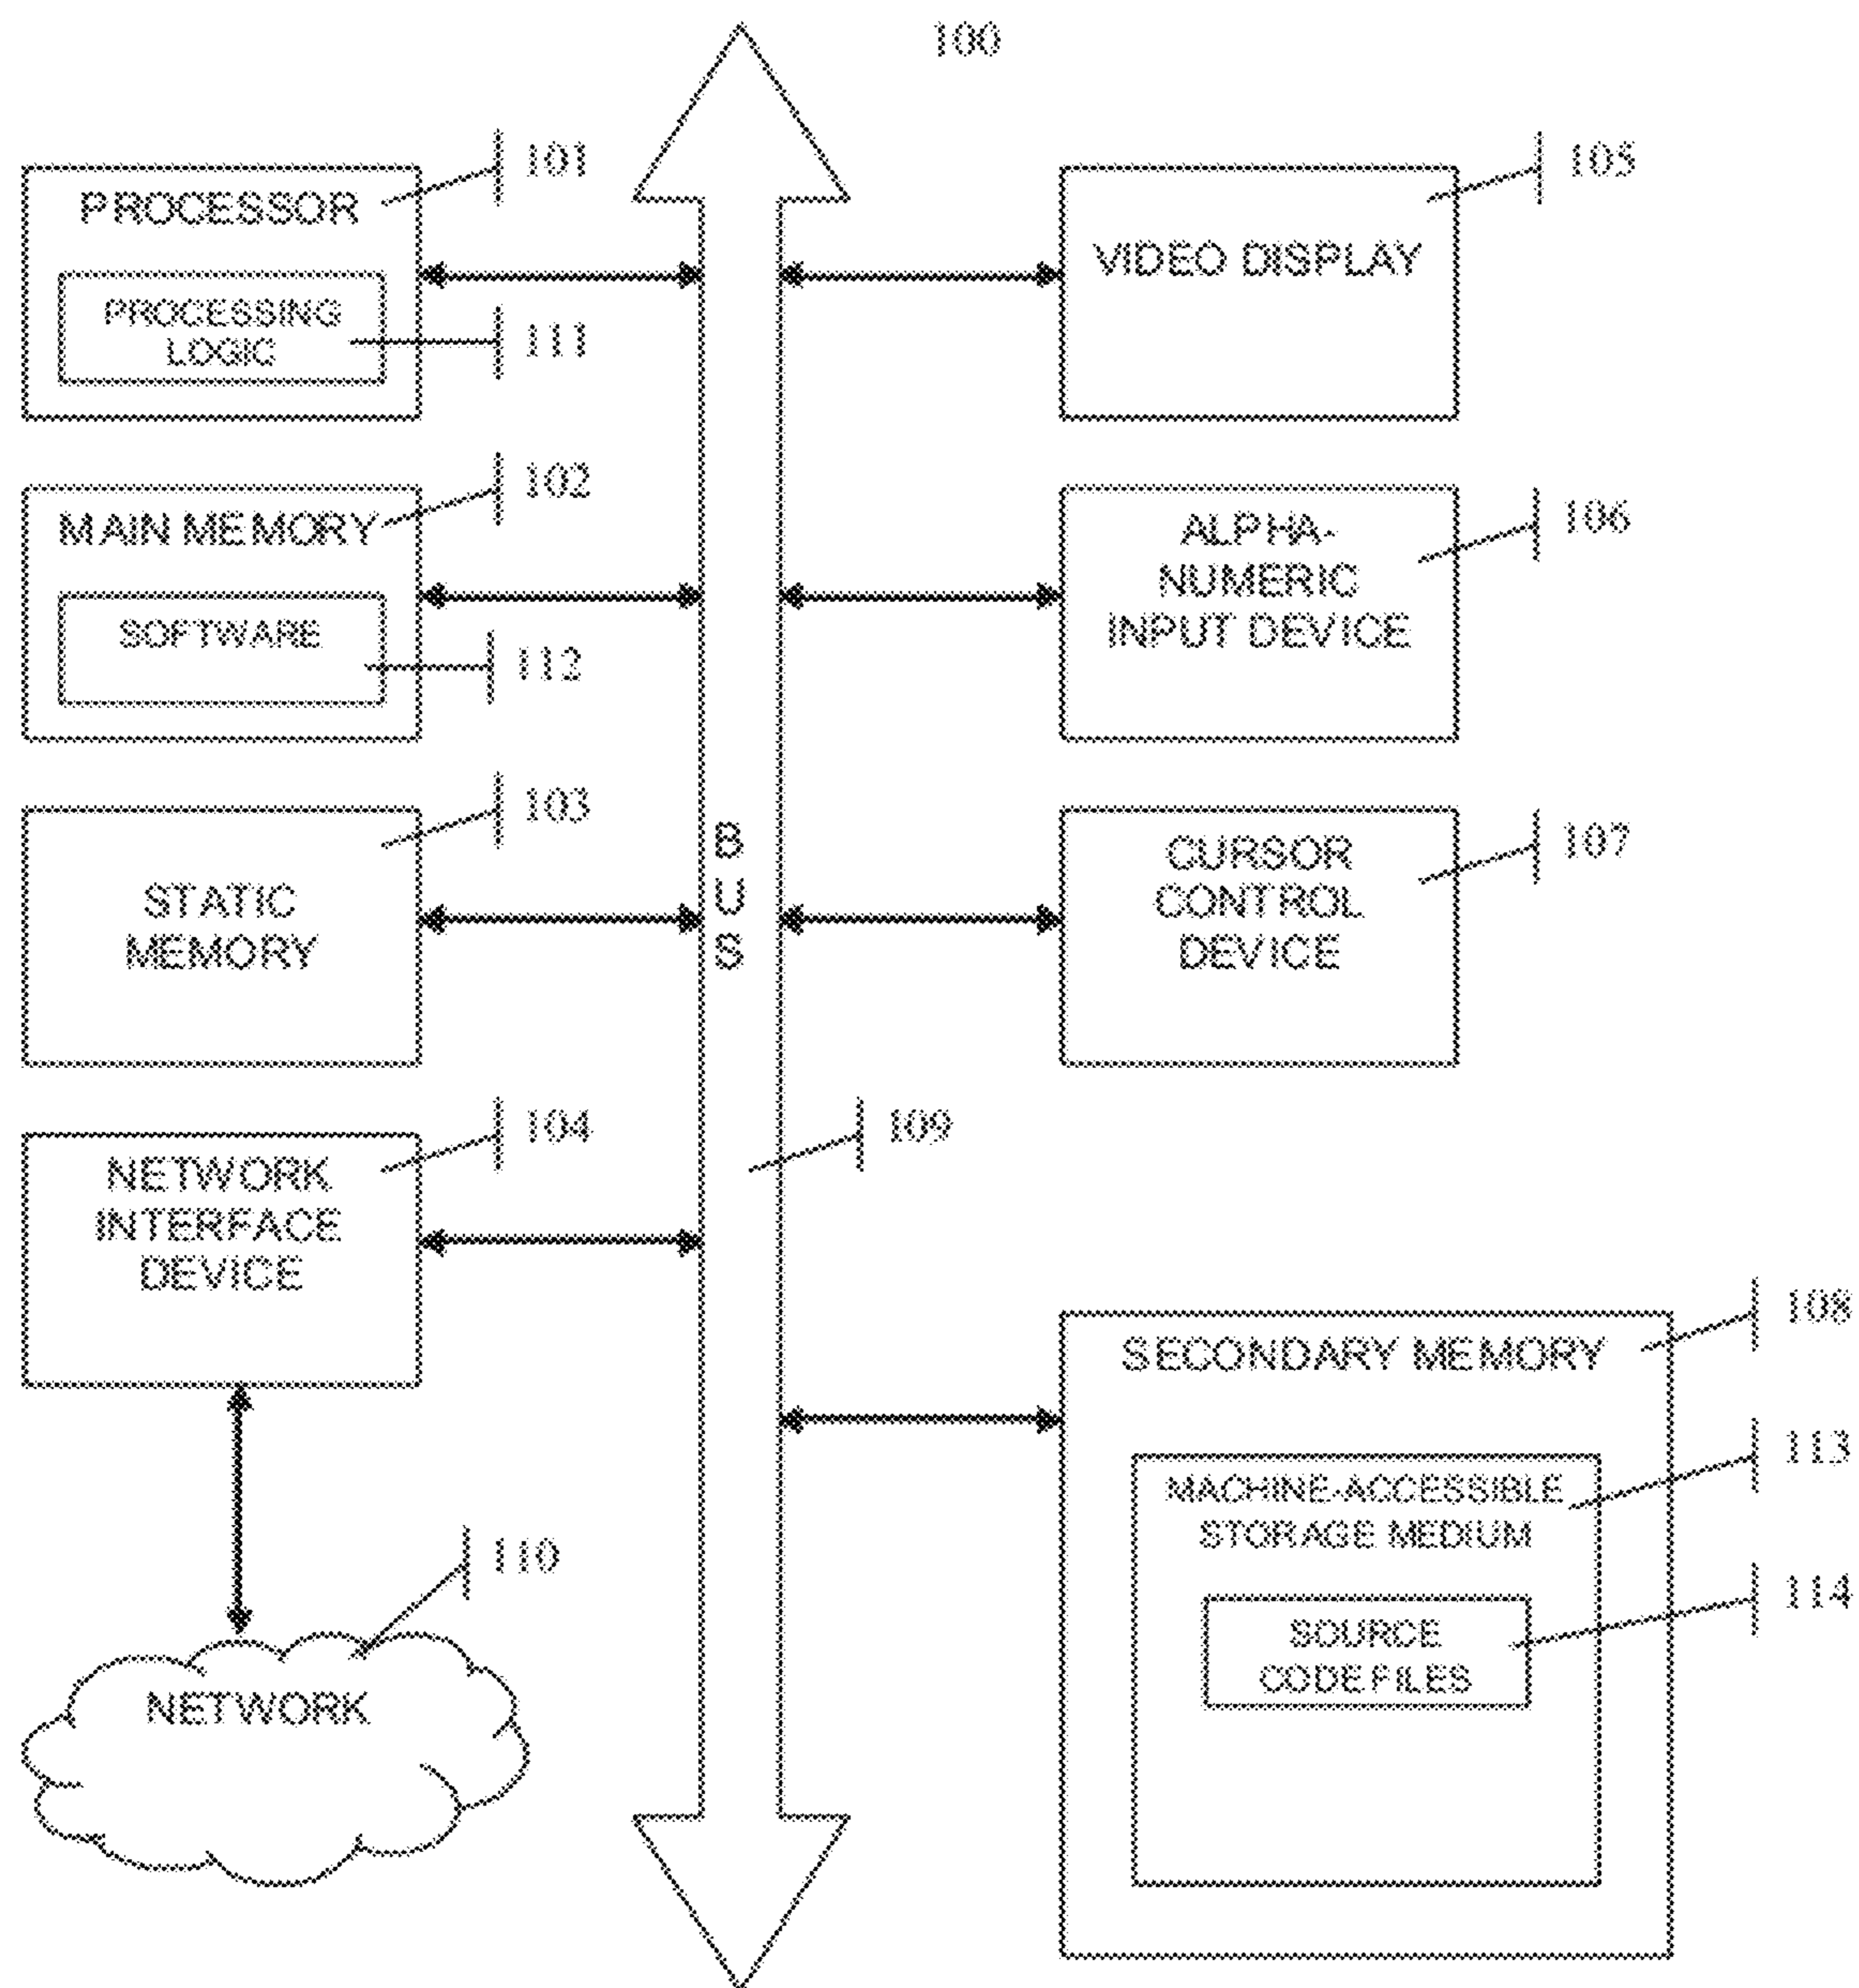 100
PROCESSOR
101
PROCESSING
LOGIC
111
VIDEO DISPLAY
105
MAIN MEMORY
102
SOFTWARE
112
ALPHA-
NUMERIC
INPUT DEVICE
106
STATIC
MEMORY
103
BUS
CURSOR
CONTROL
DEVICE
107
NETWORK
INTERFACE
DEVICE
104
109
SECONDARY MEMORY
108
MACHINE-ACCESSIBLE
STORAGE MEDIUM
113
SOURCE
CODE FILES
114
NETWORK
110